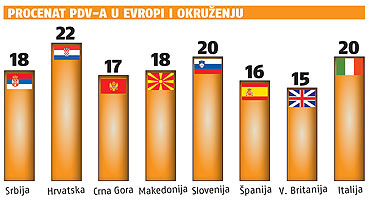 PROCENAT PDV-A U EVROPI I OKRUŽENJU
18 22 17 18 20 16 15 20
Srbija Hrvatska Crna Gora Makedonija Slovenija Španija V. Britanija Italija